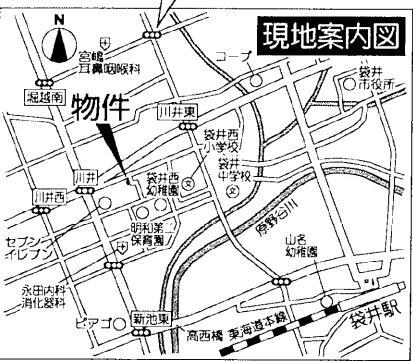 現地案内図
N
宮嶋
耳鼻咽喉科
コープ
袋井
市役所
堀越南
物件
川井東
袋井西
小学校
袋井
中学校
川井
袋井西
幼稚園
川井西
文
文
明和第二
保育園
原野谷川
セブン
イレブン
山名
幼稚園
永田内科
消化器科
ピアゴ
新池東
高西橋
東海道本線
袋井駅